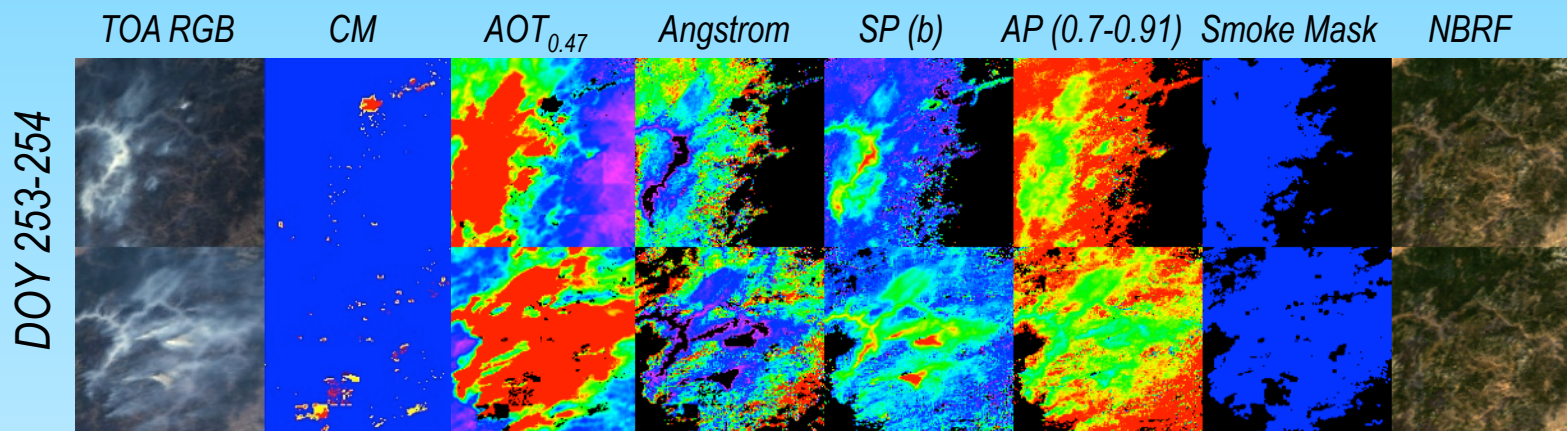 TOA RGB CM AOT0.47 Angstrom SP (b) AP (0.7-0.91) Smoke Mask NBRF
DOY 253-254